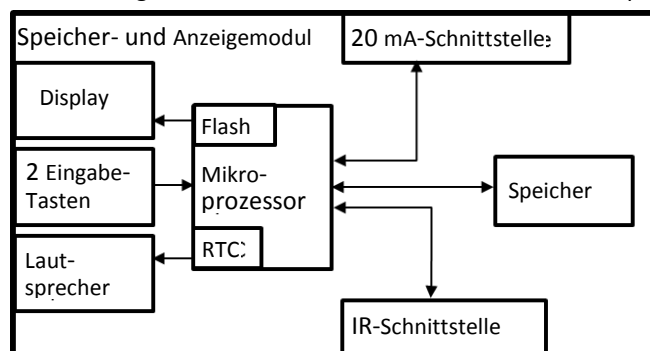 Speicher- und Anzeigemodul
20 mA-Schnittstelle
Display
Flash
2 Eingabe-
Tasten
Mikro-
prozessor
Speicher
RTC
Laut-
sprecher
IR-Schnittstelle